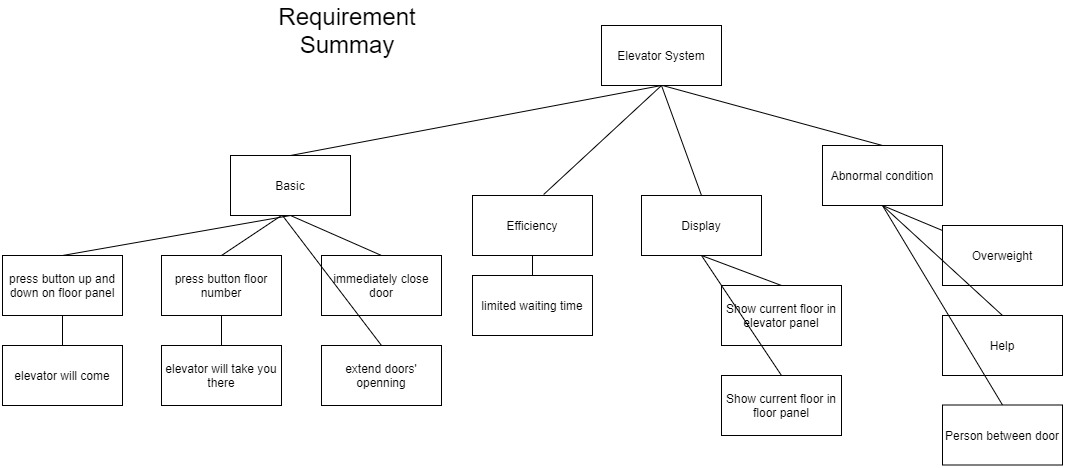 Requirement
Summay
Elevator System
Basic
Abnormal condition
Efficiency
Display
press button up and
down on floor panel
press button floor
number
immediately close
door
limited waiting time
Show current floor in
elevator panel
Overweight
elevator will come
elevator will take you
there
extend doors'
openning
Show current floor in
floor panel
Help
Person between door